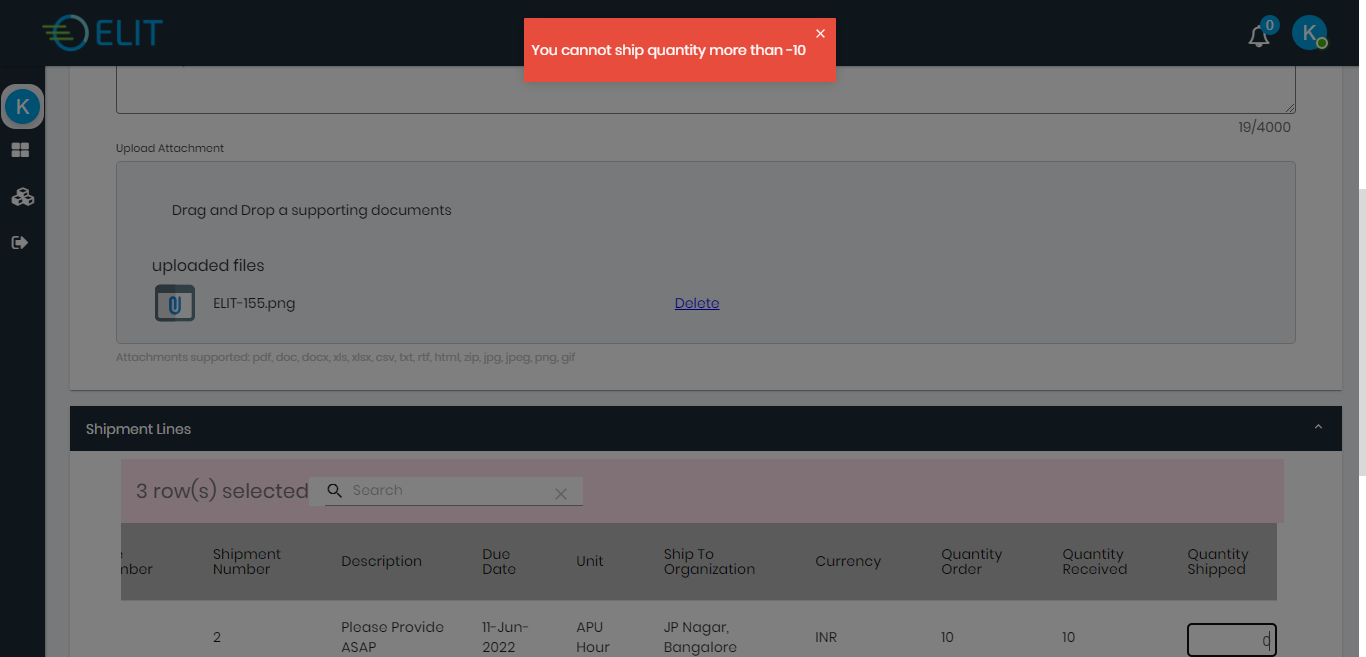 ELIT
You cannot ship quantity more than -10
0
K
K
19/4000
Upload Attachment
Drag and Drop a supporting documents
uploaded files
ELIT-155.png
Delete
Attachments supported: pdf, doc, docx, xls, xlsx, csv, txt, rtf, html, zip, jpg, jpeg, png, gif
Shipment Lines
3 row(s) selected
Search
Shipment Number
Description
Due Date
Unit
Ship To Organization
Currency
Quantity Order
Quantity Received
Quantity Shipped
2
Please Provide ASAP
11-Jun-2022
APU Hour
JP Nagar, Bangalore
INR
10
10
0